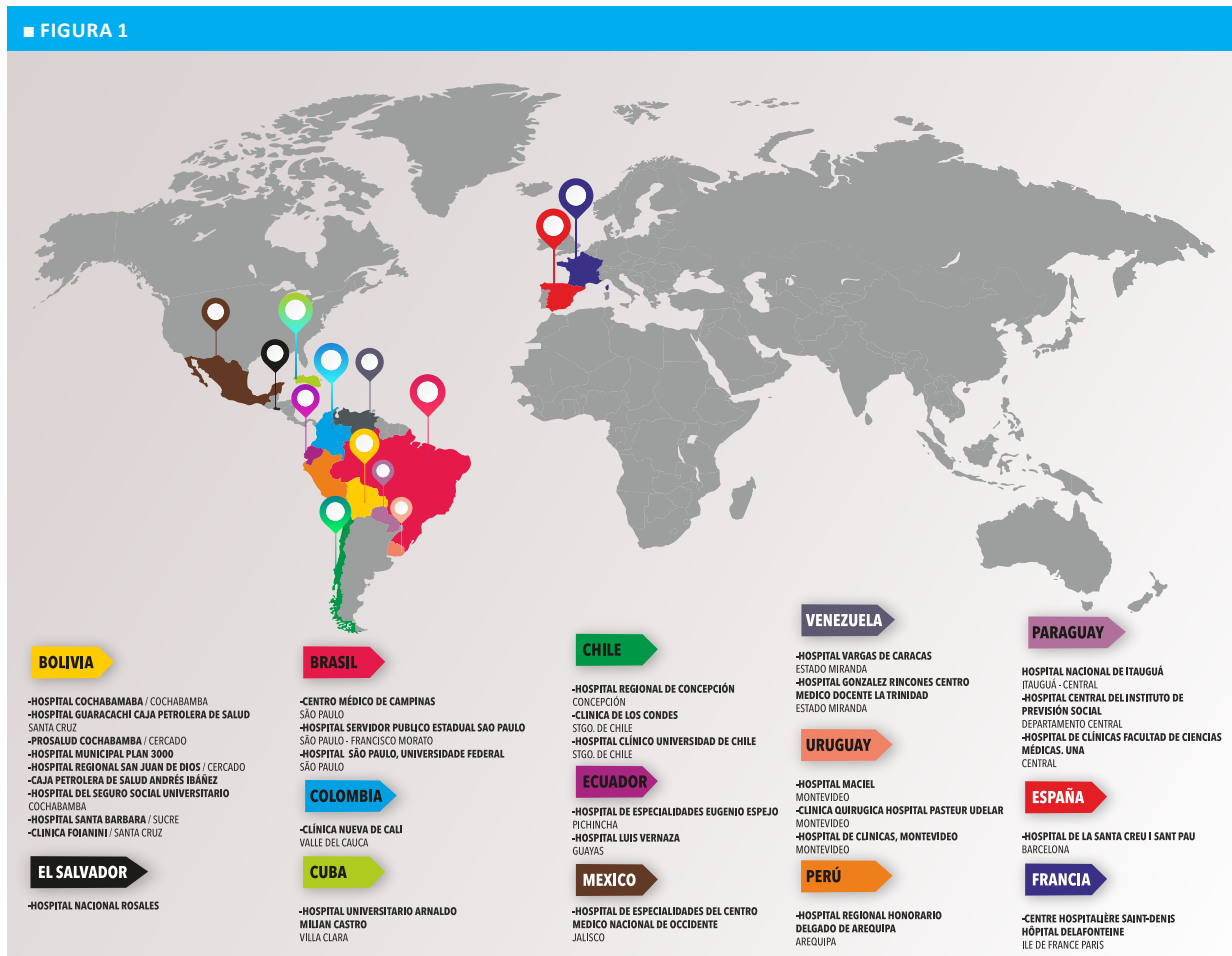 ■ FIGURA 1
BOLIVIA
-HOSPITAL COCHABAMABA / COCHABAMBA
-HOSPITAL GUARACACHÍ CAJA PETROLERA DE SALUD
SANTA CRUZ
-PROSALUD COCHABAMBA / CERCADO
-HOSPITAL MUNICIPAL PLAN 3000
-HOSPITAL REGIONAL SAN JUAN DE DIOS / CERCADO
-CAJA PETROLERA DE SALUD ANDRÉS IBÁÑEZ
-HOSPITAL DEL SEGURO SOCIAL UNIVERSITARIO
COCHABAMBA
-HOSPITAL SANTA BARBARA / SUCRE
-CLINICA FOIANINI / SANTA CRUZ
EL SALVADOR
-HOSPITAL NACIONAL ROSALES
BRASIL
-CENTRO MÉDICO DE CAMPINAS
SÃO PAULO
-HOSPITAL SERVIDOR PUBLICO ESTADUAL SAO PAULO
SÃO PAULO - FRANCISCO MORATO
-HOSPITAL SÃO PAULO, UNIVERSIDADE FEDERAL
SÃO PAULO
COLOMBIA
-CLÍNICA NUEVA DE CALI
VALLE DEL CAUCA
CUBA
-HOSPITAL UNIVERSITARIO ARNALDO
MILIAN CASTRO
VILLA CLARA
CHILE
-HOSPITAL REGIONAL DE CONCEPCIÓN
CONCEPCIÓN
-CLINICA DE LOS CONDES
STGO. DE CHILE
-HOSPITAL CLÍNICO UNIVERSIDAD DE CHILE
STGO. DE CHILE
ECUADOR
-HOSPITAL DE ESPECIALIDADES EUGENIO ESPEJO
PICHINCHA
-HOSPITAL LUIS VERNAZA
GUAYAS
MEXICO
-HOSPITAL DE ESPECIALIDADES DEL CENTRO
MEDICO NACIONAL DE OCCIDENTE
JALISCO
VENEZUELA
-HOSPITAL VARGAS DE CARACAS
ESTADO MIRANDA
-HOSPITAL GONZALEZ RINCONES CENTRO
MEDICO DOCENTE LA TRINIDAD
ESTADO MIRANDA
URUGUAY
-HOSPITAL MACIEL
MONTEVIDEO
-CLINICA QUIRUGICA HOSPITAL PASTEUR UDELAR
MONTEVIDEO
-HOSPITAL DE CLINICAS, MONTEVIDEO
MONTEVIDEO
PERÚ
-HOSPITAL REGIONAL HONORARIO
DELGADO DE AREQUIPA
AREQUIPA
PARAGUAY
HOSPITAL NACIONAL DE ITAUGUÁ
ITAUGUÁ - CENTRAL
-HOSPITAL CENTRAL DEL INSTITUTO DE
PREVISIÓN SOCIAL
DEPARTAMENTO CENTRAL
-HOSPITAL DE CLÍNICAS FACULTAD DE CIENCIAS
MÉDICAS. UNA
CENTRAL
ESPAÑA
-HOSPITAL DE LA SANTA CREU I SANT PAU
BARCELONA
FRANCIA
-CENTRE HOSPITALIÈRE SAINT-DENIS
HÔPITAL DELAFONTEINE
ILE DE FRANCE PARIS